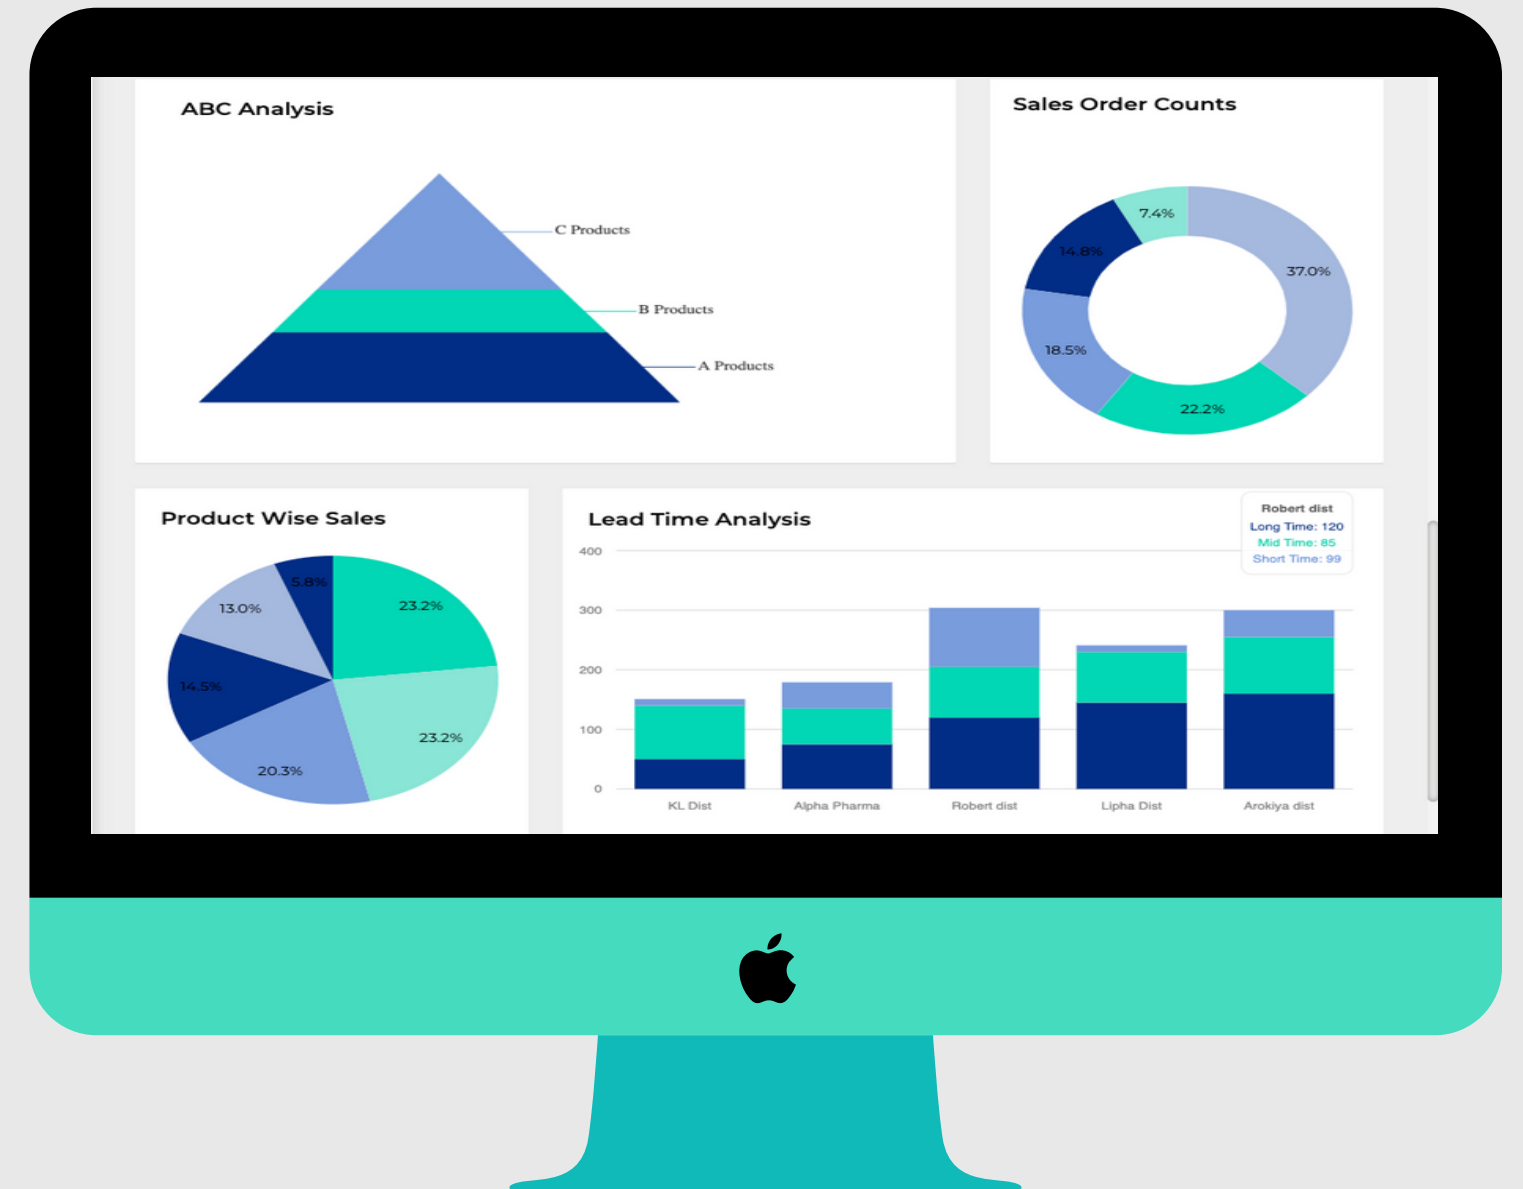 ABC Analysis
C Products
B Products
A Products
Sales Order Counts
7.4%
14.8%
37.0%
18.5%
22.2%
Product Wise Sales
5.8%
13.0%
23.2%
14.5%
23.2%
20.3%
Lead Time Analysis
Robert dist
Long Time: 120
Mid Time: 85
Short Time: 99
400
300
200
100
0
KL Dist Alpha Pharma Robert dist Lipha Dist Arokiya dist